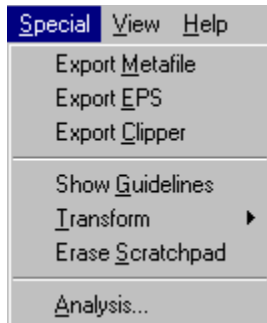 Special View Help
Export Metafile
Export EPS
Export Clipper
Show Guidelines
Transform
Erase Scratchpad
Analysis...